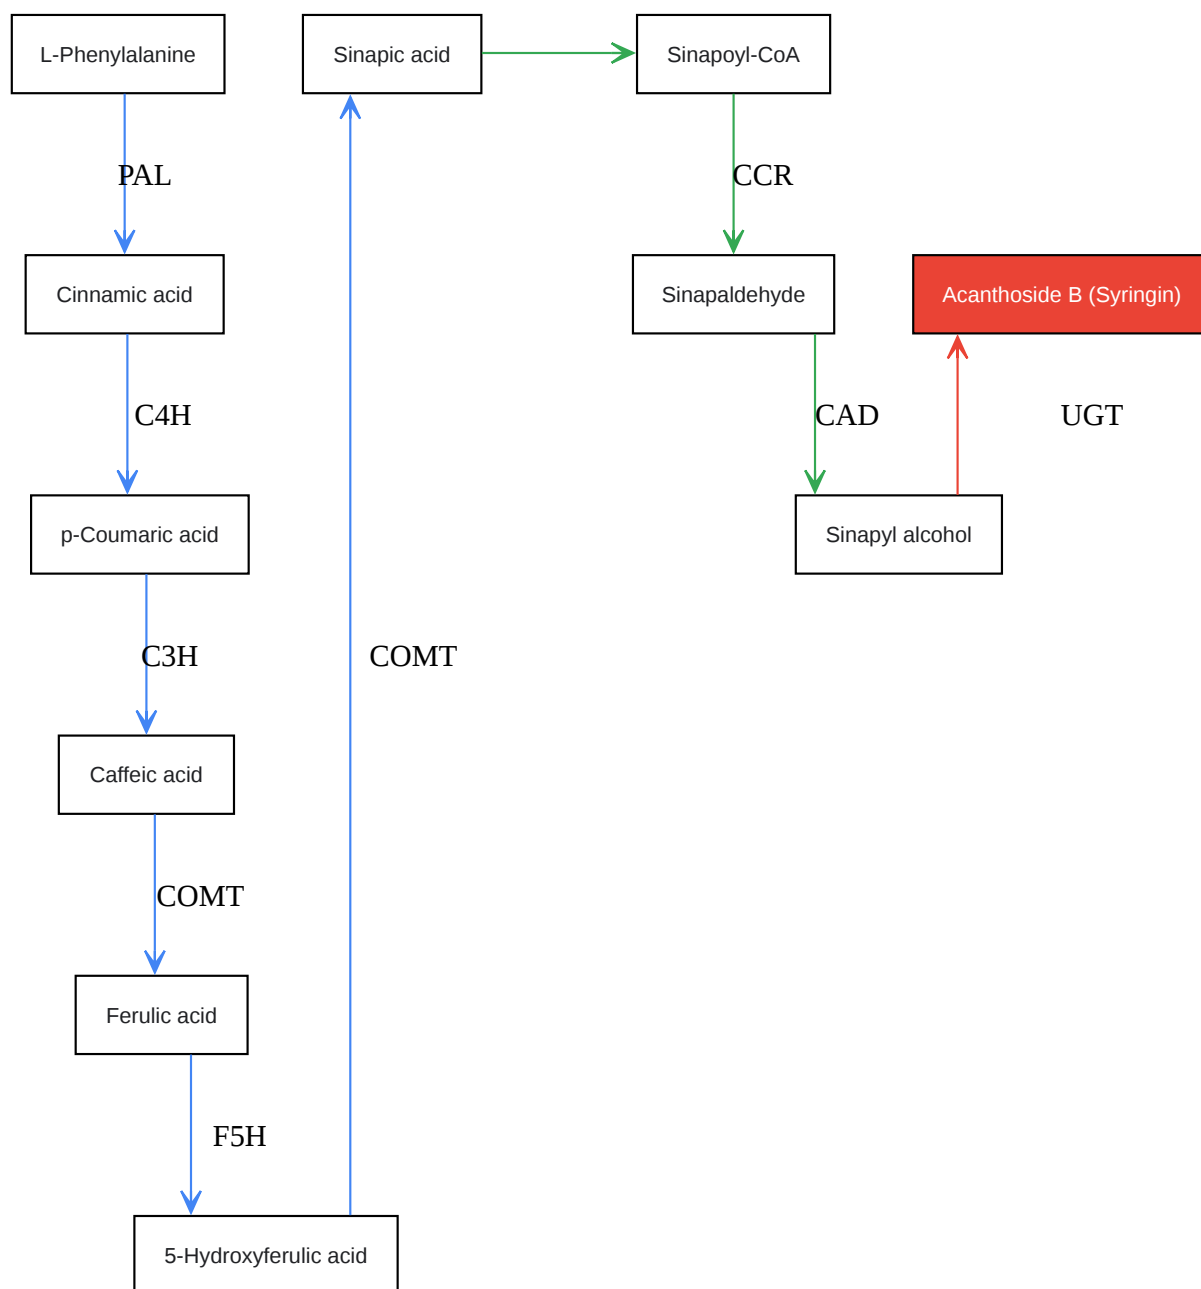 L-Phenylalanine
Sinapic acid
Sinapoyl-CoA
PAL
CCR
Cinnamic acid
Sinapaldehyde
Acanthoside B (Syringin)
C4H
CAD
UGT
p-Coumaric acid
Sinapyl alcohol
C3H
COMT
Caffeic acid
COMT
Ferulic acid
F5H
5-Hydroxyferulic acid